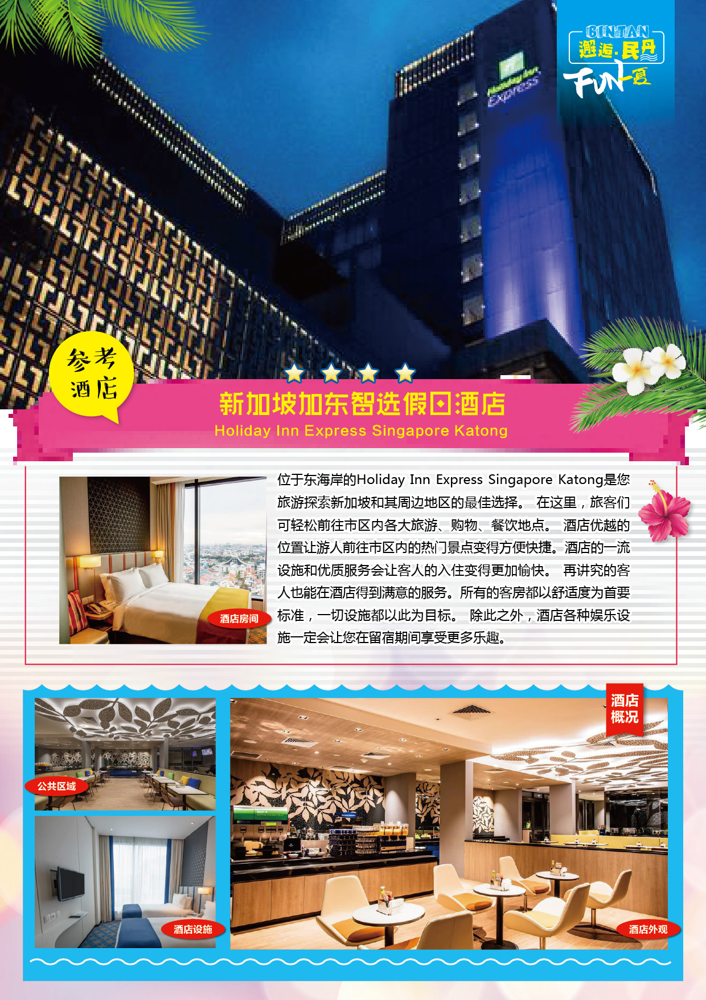 BINTAN
邂逅·民丹
FUN一夏
Holiday Inn
Express
参考
酒店
新加坡加东智选假日酒店
Holiday Inn Express Singapore Katong
位于东海岸的Holiday Inn Express Singapore Katong是您
旅游探索新加坡和其周边地区的最佳选择。 在这里，旅客们
可轻松前往市区内各大旅游、购物、餐饮地点。 酒店优越的
位置让游人前往市区内的热门景点变得方便快捷。酒店的一流
设施和优质服务会让客人的入住变得更加愉快。 再讲究的客
人也能在酒店得到满意的服务。所有的客房都以舒适度为首要
标准，一切设施都以此为目标。 除此之外，酒店各种娱乐设
施一定会让您在留宿期间享受更多乐趣。
酒店房间
酒店
概况
公共区域
酒店设施
酒店外观